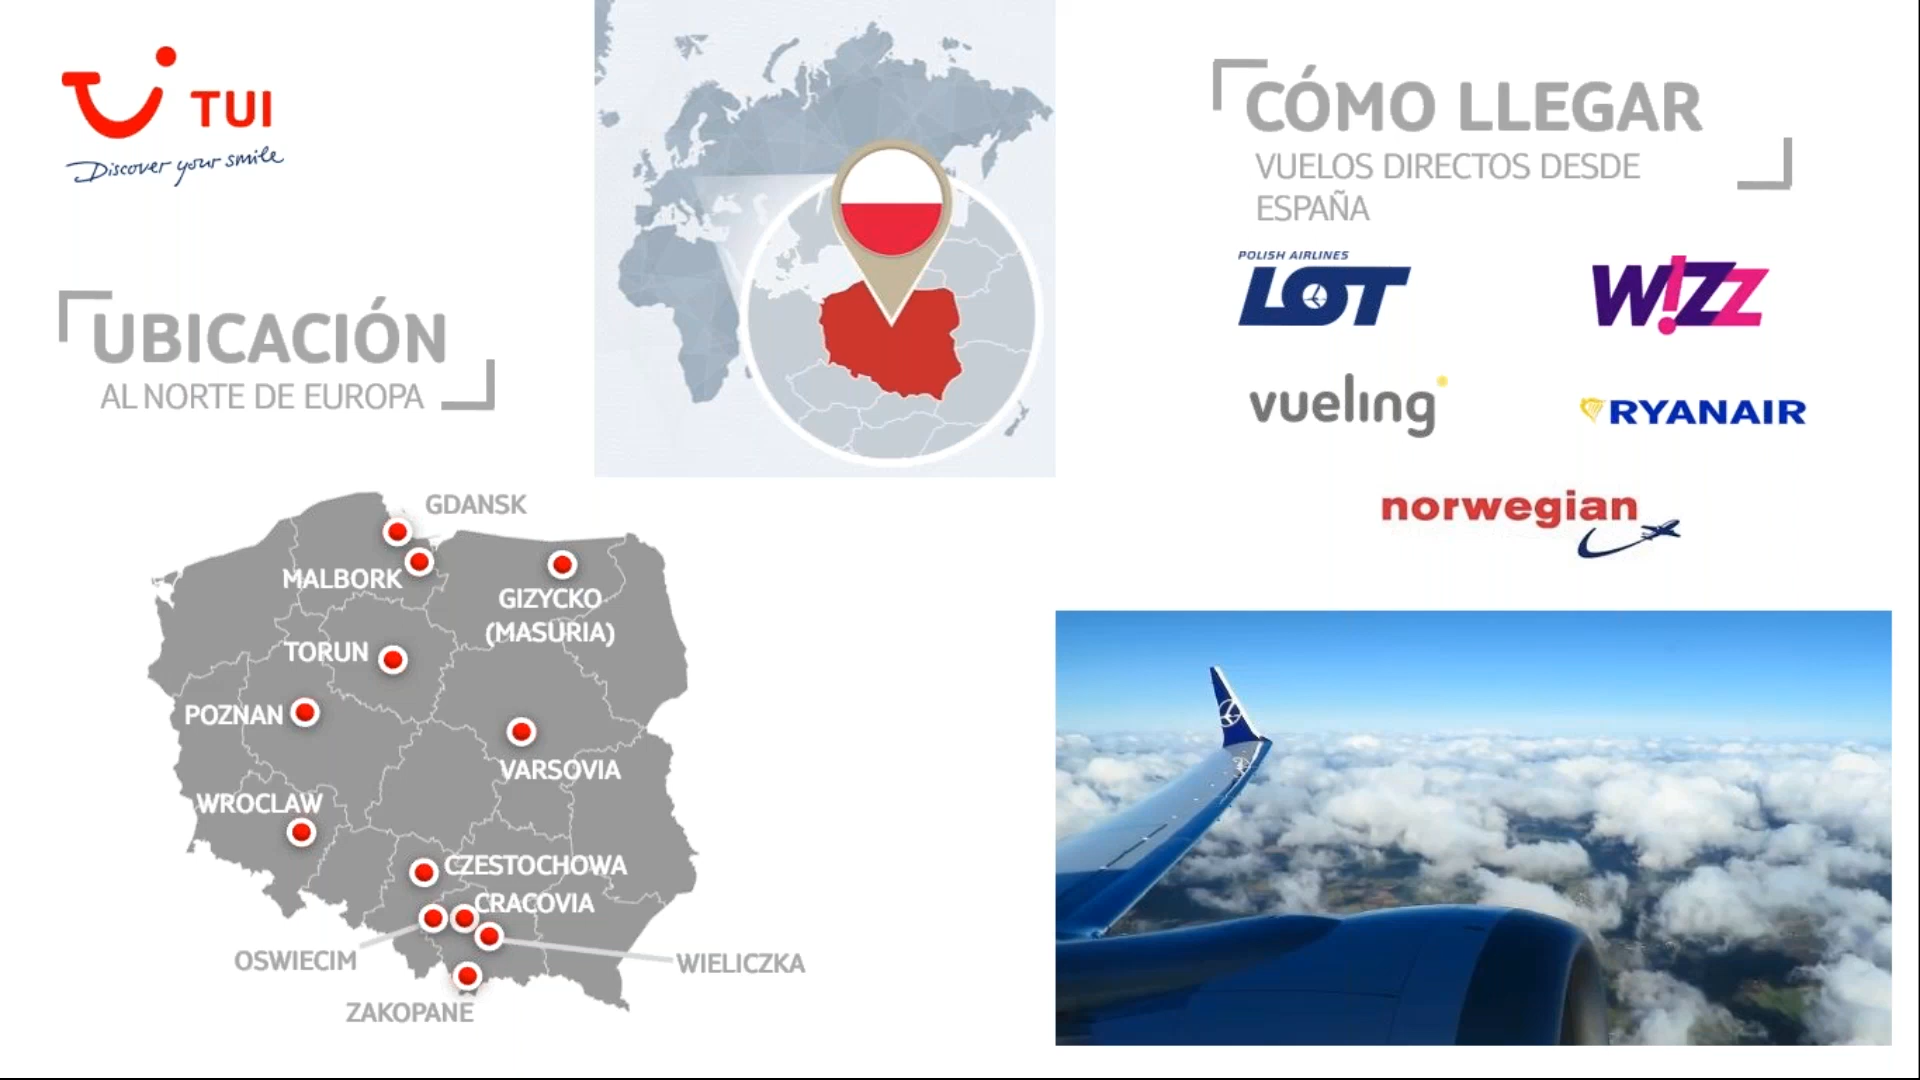 TUI
Discover your smile
UBICACIÓN
AL NORTE DE EUROPA
CÓMO LLEGAR
VUELOS DIRECTOS DESDE
ESPAÑA
POLISH AIRLINES
LOT
W!ZZ
vueling
RYANAIR
norwegian
GDANSK
MALBORK
GIZYCKO
(MASURIA)
TORUN
POZNAN
VARSOVIA
WROCLAW
CZESTOCHOWA
CRACOVIA
OSWIECIM
WIELICZKA
ZAKOPANE